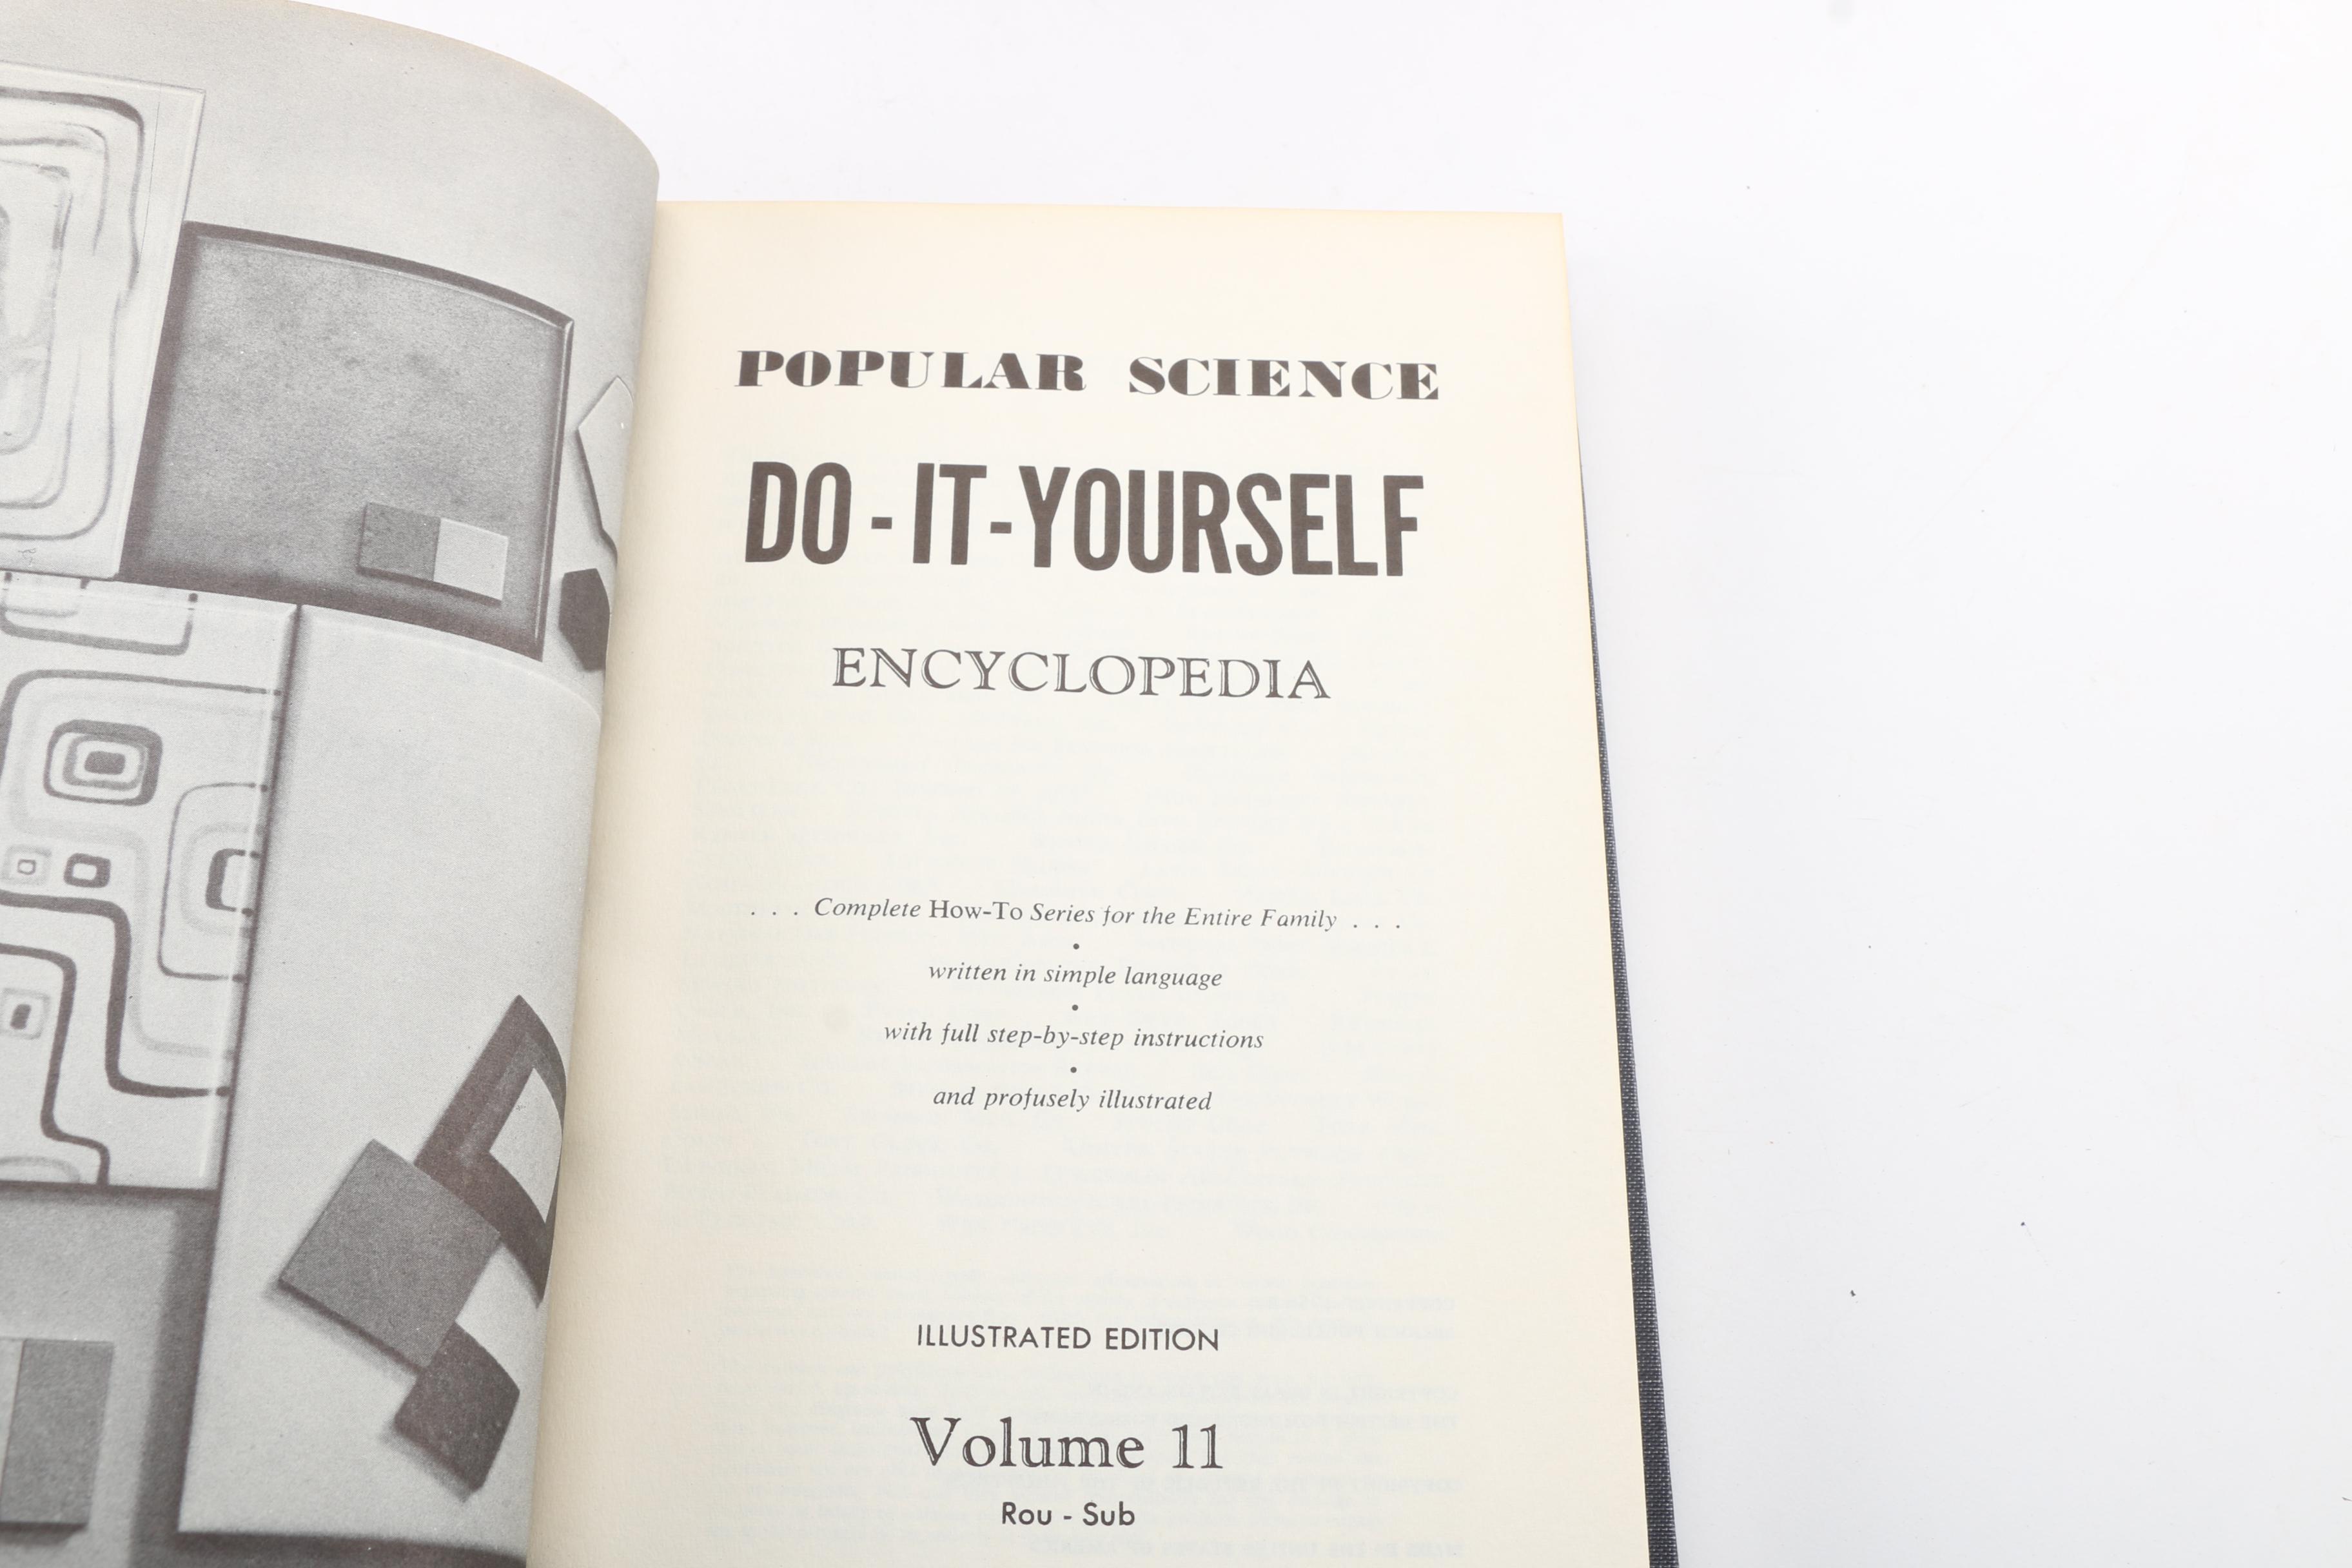 POPULAR SCIENCE
DO-IT-YOURSELF
ENCYCLOPEDIA
. . . Complete How-To Series for the Entire Family . . .
•
written in simple language
•
with full step-by-step instructions
•
and profusely illustrated
ILLUSTRATED EDITION
Volume 11
Rou - Sub